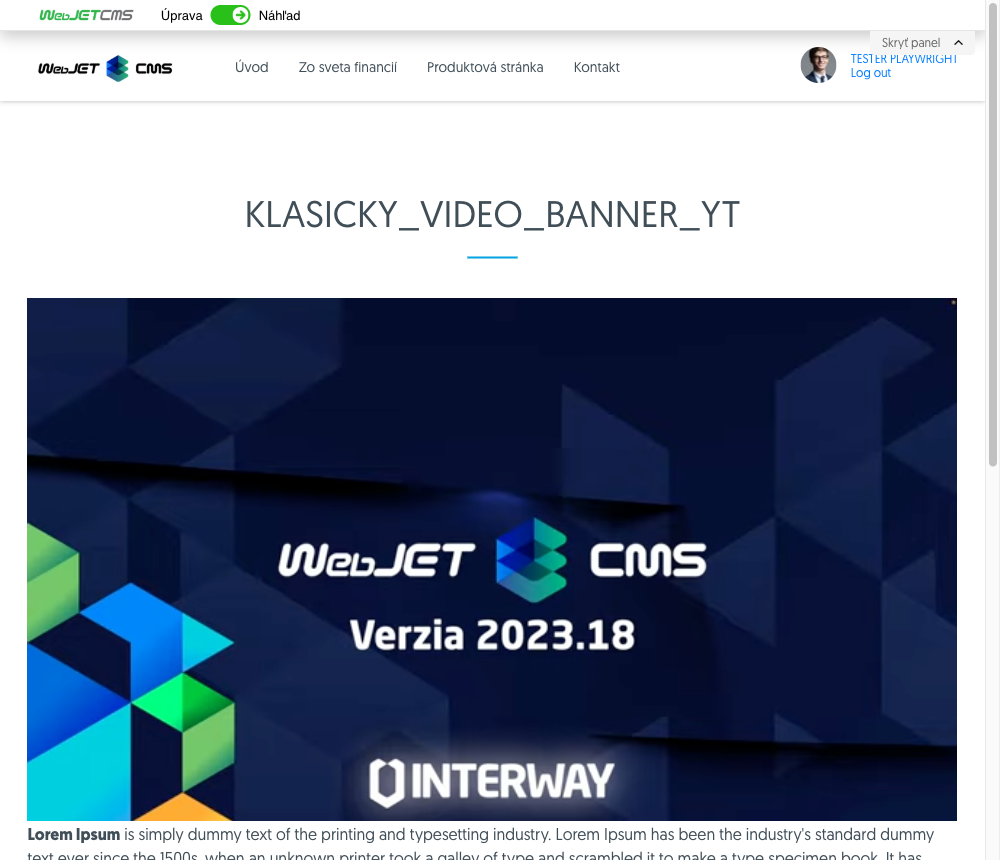 WebJETCMS Úprava Náhľad
Skryť panel
WebJET CMS Úvod Zo sveta financií Produktová stránka Kontakt TESTER PLAYWRIGHT
Log out
KLASICKY_VIDEO_BANNER_YT
WebJET CMS
Verzia 2023.18
INTERWAY
Lorem Ipsum is simply dummy text of the printing and typesetting industry. Lorem Ipsum has been the industry's standard dummy
text ever since the 1500s, when an unknown printer took a galley of type and scrambled it to make a type specimen book. It has